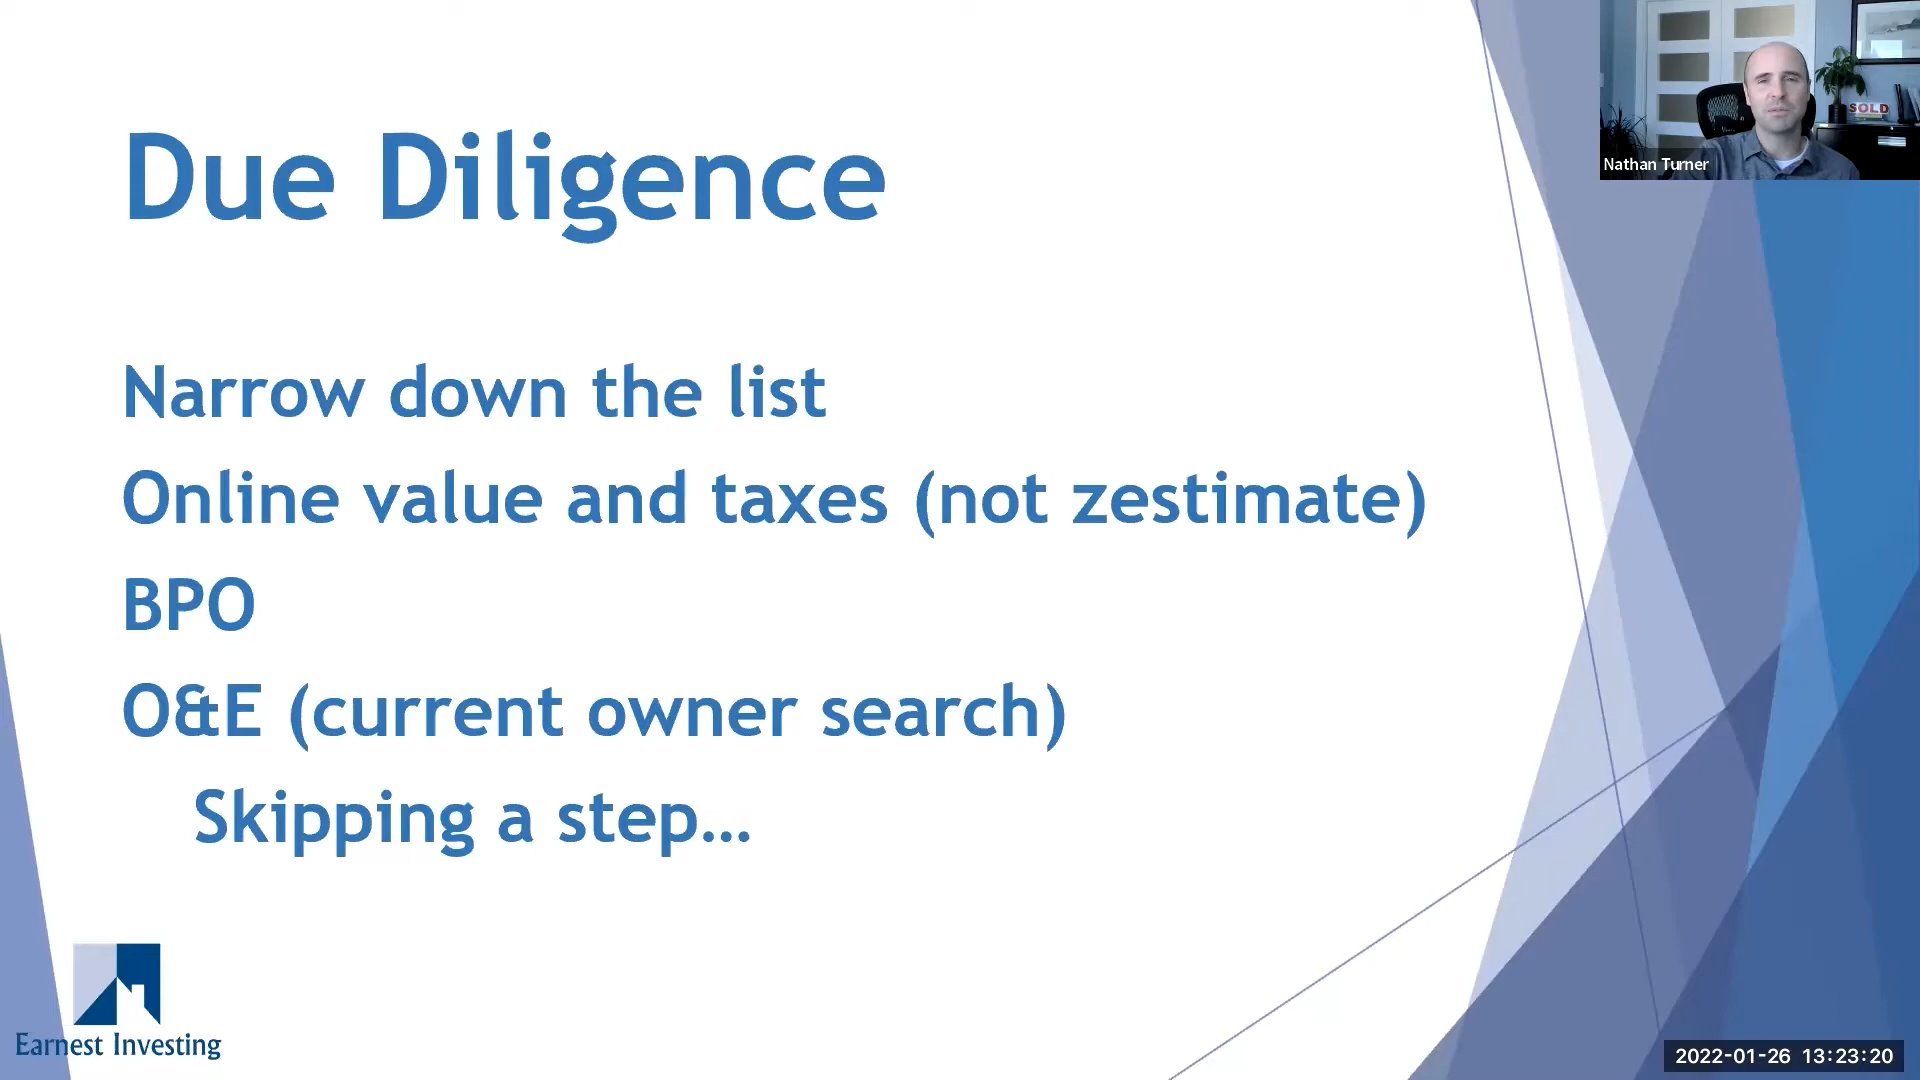 Due Diligence
Narrow down the list
Online value and taxes (not zestimate)
BPO
O&E (current owner search)
Skipping a step...
Earnest Investing
SOLD
Nathan Turner
2022-01-26 13:23:20